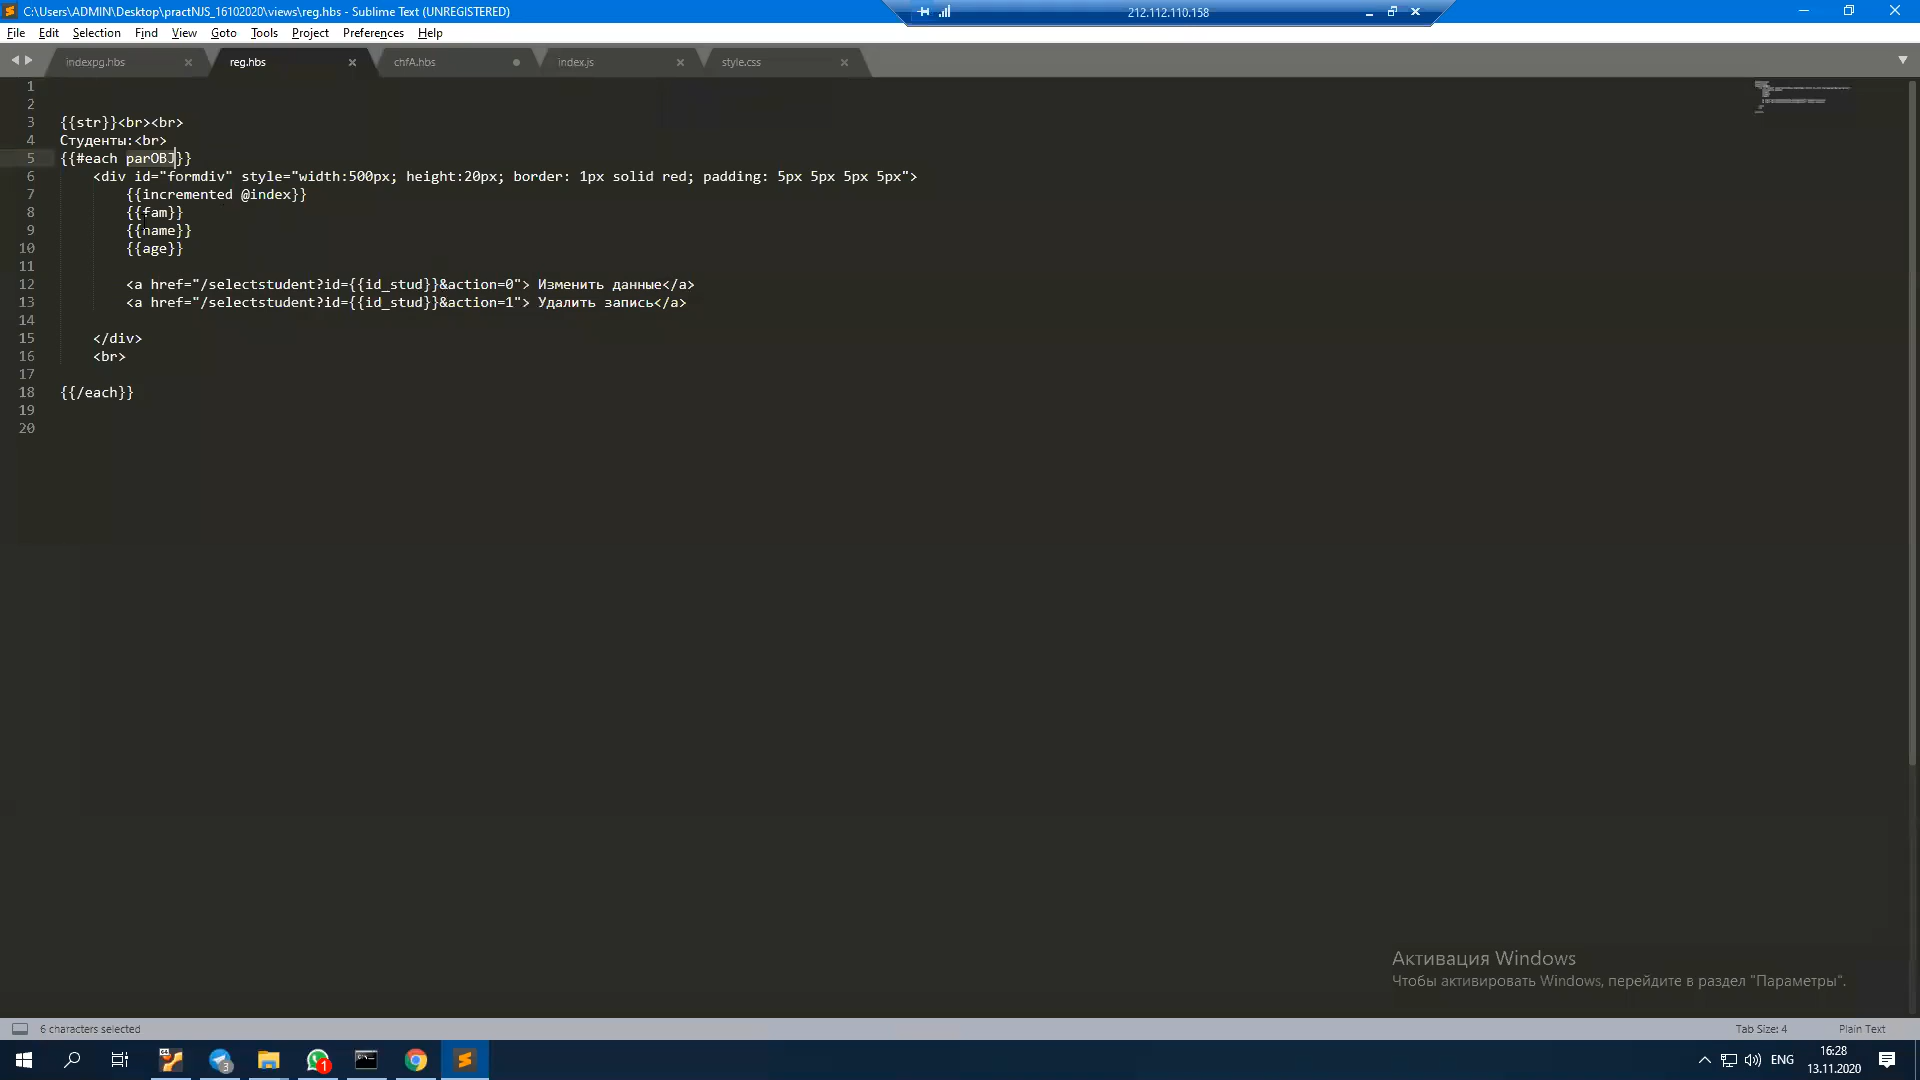 C:\Users\ADMIN\Desktop\practNJS_16102020\views\reg.hbs - Sublime Text (UNREGISTERED)
212.112.110.158
File Edit Selection Find View Goto Tools Project Preferences Help
indexpg.hbs reg.hbs chfA.hbs index.js style.css
1
2
3 {{str}}<br><br>
4 Студенты:<br>
5 {{#each parOBJ}}
6 <div id="formdiv" style="width:500px; height:20px; border: 1px solid red; padding: 5px 5px 5px 5px">
7 {{incremented @index}}
8 {{fam}}
9 {{name}}
10 {{age}}
11
12 <a href="/selectstudent?id={{id_stud}}&action=0"> Изменить данные</a>
13 <a href="/selectstudent?id={{id_stud}}&action=1"> Удалить запись</a>
14
15 </div>
16 <br>
17
18 {{/each}}
19
20
Активация Windows
Чтобы активировать Windows, перейдите в раздел "Параметры".
6 characters selected Tab Size: 4 Plain Text
3 1 ENG 16:28
13.11.2020